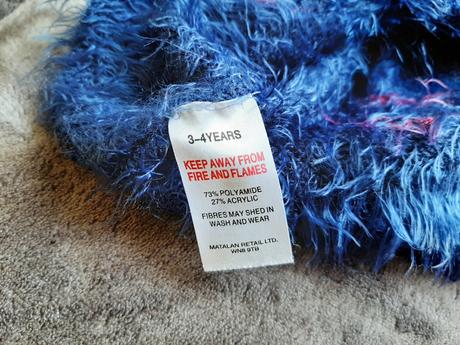 3-4YEARS
KEEP AWAY FROM
FIRE AND FLAMES
73% POLYAMIDE
27% ACRYLIC
FIBRES MAY SHED IN
WASH AND WEAR
MATALAN RETAIL LTD.
WN8 9TB